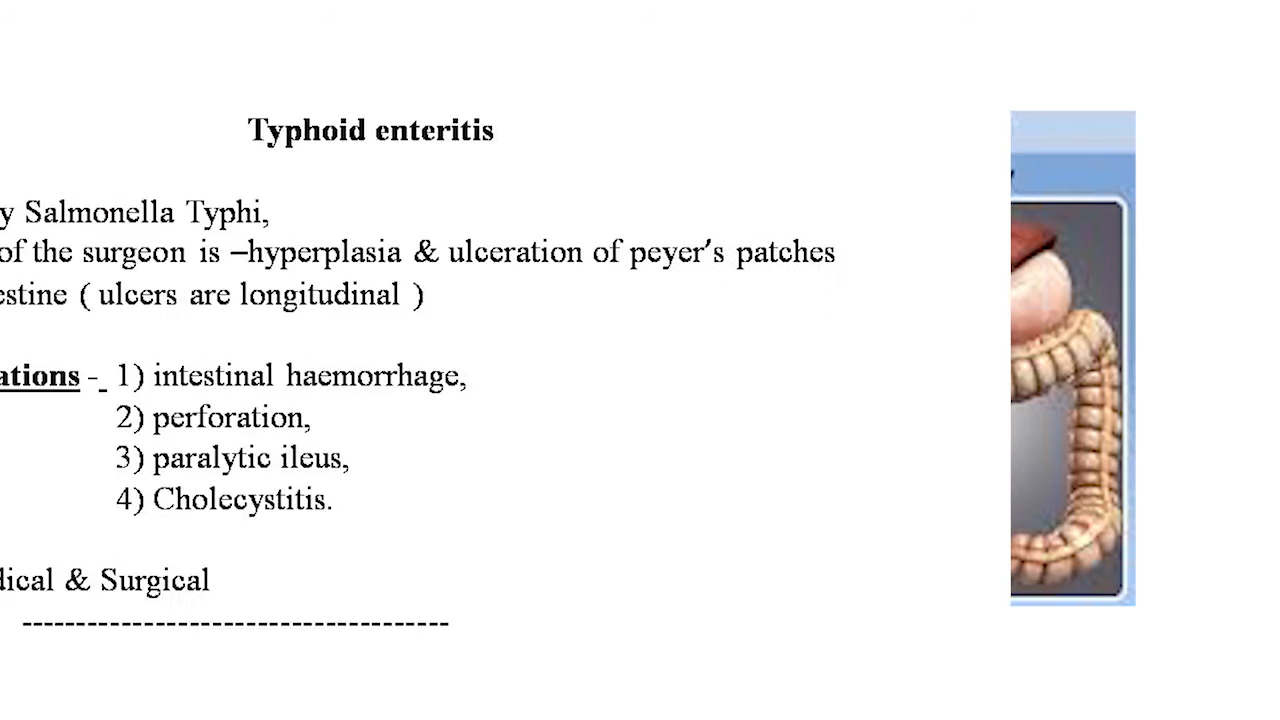 Typhoid enteritis
y Salmonella Typhi,
of the surgeon is –hyperplasia & ulceration of peyer's patches
estine ( ulcers are longitudinal )
ations - 1) intestinal haemorrhage,
2) perforation,
3) paralytic ileus,
4) Cholecystitis.
dical & Surgical
-------------------------------------